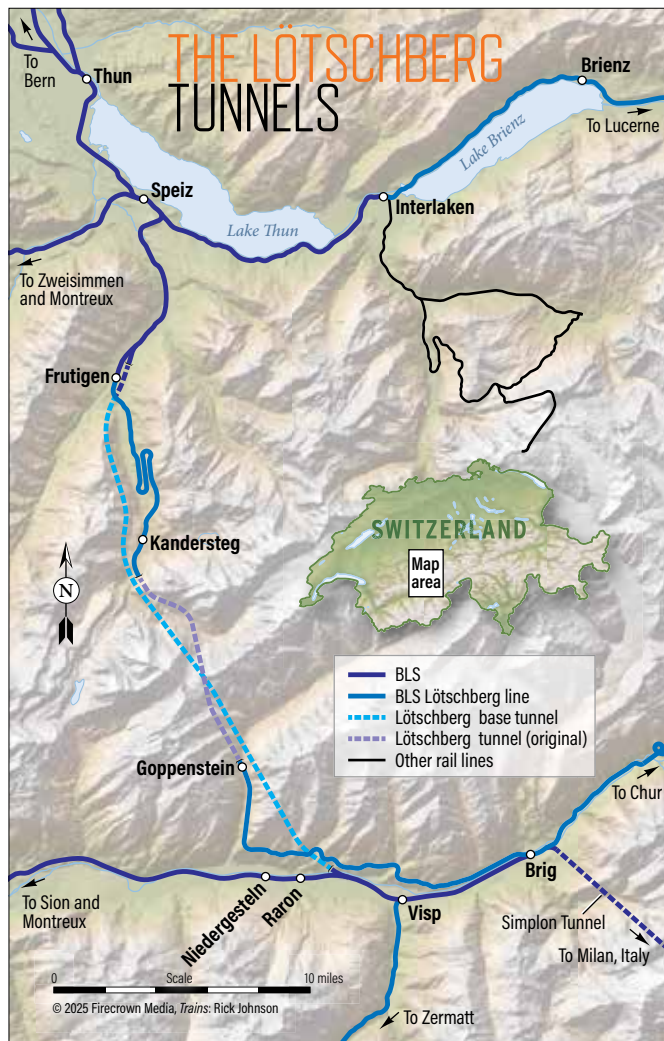 THE LÖTSCHBERG
TUNNELS
To
Bern
Thun
Brienz
To Lucerne
Lake Brienz
Speiz
Interlaken
Lake Thun
To Zweisimmen
and Montreux
Frutigen
Kandersteg
N
SWITZERLAND
Map
area
BLS
BLS Lötschberg line
Lötschberg base tunnel
Lötschberg tunnel (original)
Other rail lines
Goppenstein
To Chur
Brig
To Sion and
Montreux
Niedergesteln
Raron
Visp
Simplon Tunnel
To Milan, Italy
0 Scale 10 miles
© 2025 Firecrown Media, Trains: Rick Johnson
To Zermatt